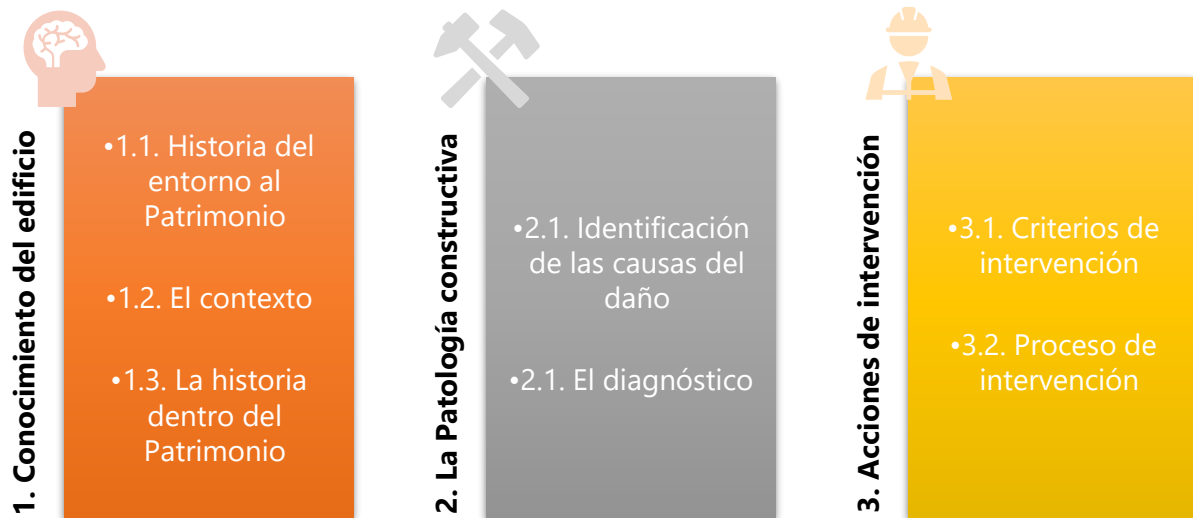 1. Conocimiento del edificio
•1.1. Historia del
entorno al
Patrimonio
•1.2. El contexto
•1.3. La historia
dentro del
Patrimonio
2. La Patología constructiva
•2.1. Identificación
de las causas del
daño
•2.1. El diagnóstico
3. Acciones de intervención
•3.1. Criterios de
intervención
•3.2. Proceso de
intervención